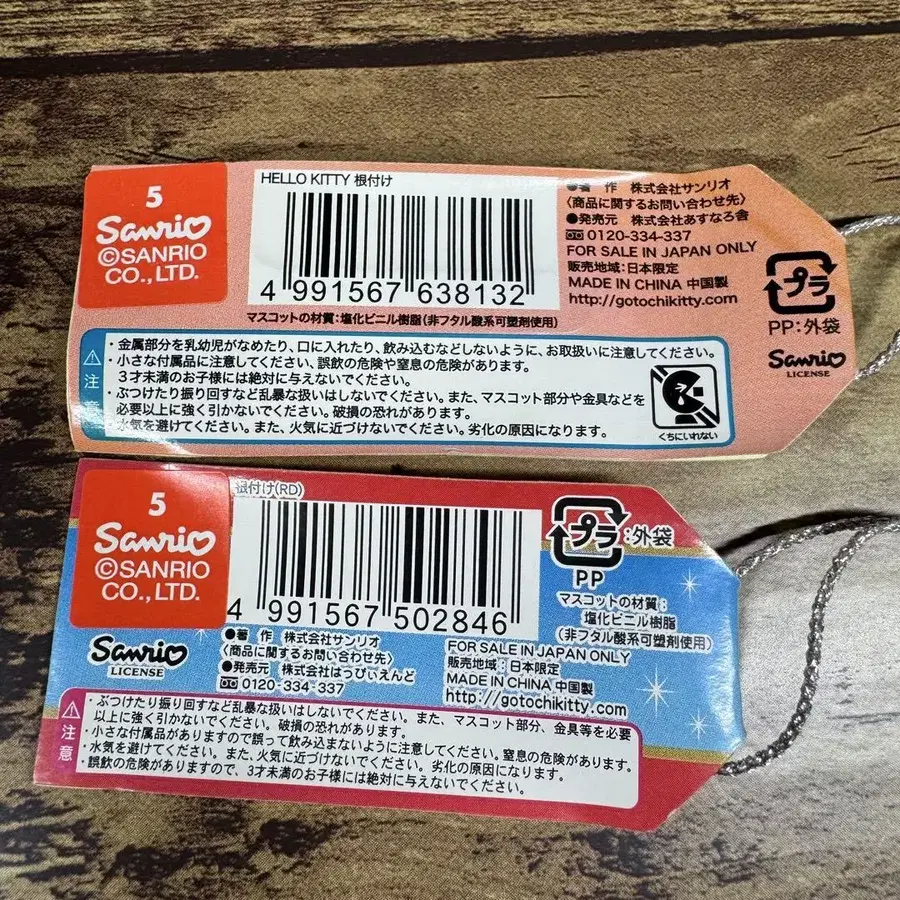 5
Sanrio
©SANRIO
CO.,LTD.
HELLO KITTY 根付け
4 991567 638132
マスコットの材質:塩化ビニル樹脂(非フタル酸系可塑剤使用)
●著 作 株式会社サンリオ
〈商品に関するお問い合わせ先〉
●発売元 株式会社あすなろ舎
0120-334-337
FOR SALE IN JAPAN ONLY
販売地域:日本限定
MADE IN CHINA 中国製
http://gotochikitty.com
プラ
PP:外袋
Sanrio
LICENSE
注
・金属部分を乳幼児がなめたり、口に入れたり、飲み込むなどしないように、お取扱いに注意してください。
・小さな付属品に注意してください。誤飲の危険や窒息の危険があります。
3才未満のお子様には絶対に与えないでください。
・ぶつけたり振り回すなど乱暴な扱いはしないでください。また、マスコット部分や金具などを
必要以上に強く引かないでください。破損の恐れがあります。
・水気を避けてください。また、火気に近づけないでください。劣化の原因になります。
くちにいれない
5
Sanrio
©SANRIO
CO.,LTD.
根付け(RD)
4 991567 502846
プラ
:外袋
PP
マスコットの材質:
塩化ビニル樹脂
(非フタル酸系可塑剤使用)
Sanrio
LICENSE
●著 作 株式会社サンリオ
〈商品に関するお問い合わせ先〉
●発売元 株式会社はうぴぃえんど
0120-334-337
FOR SALE IN JAPAN ONLY
販売地域:日本限定
MADE IN CHINA 中国製
http://gotochikitty.com
注意
・ぶつけたり振り回すなど乱暴な扱いはしないでください。また、マスコット部分、金具等を必要
以上に強く引かないでください。破損の恐れがあります。
・小さな付属品がありますので誤って飲み込まないように注意してください。窒息の危険があります。
・水気を避けてください。また、火気に近づけないでください。劣化の原因になります。
・誤飲の危険がありますので、3才未満のお子様には絶対に与えないでください。